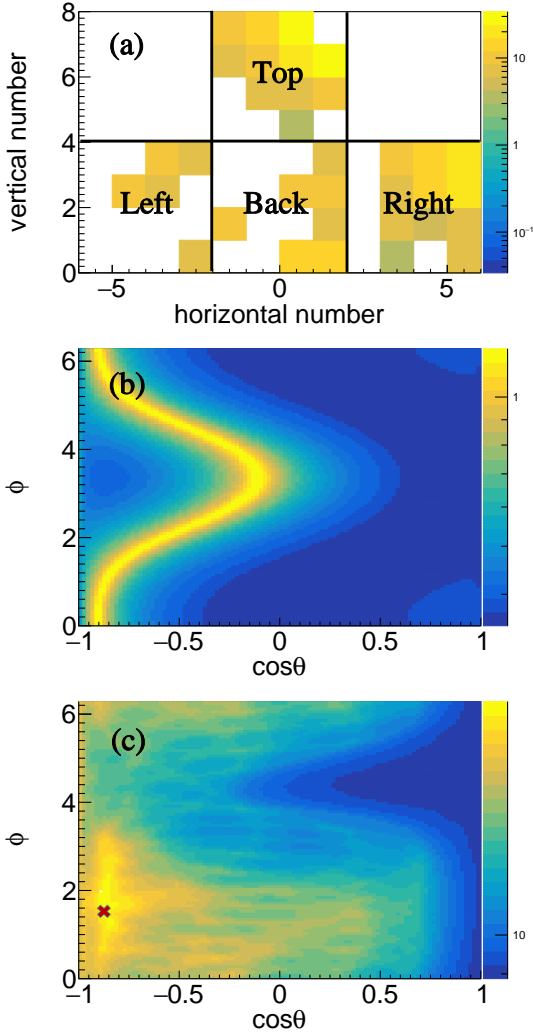 (a)
Top
Left
Back
Right
8
6
4
2
0
−5
0
5
10
1
10⁻¹
vertical number
horizontal number
(b)
6
4
2
0
−1
−0.5
0
0.5
1
1
ϕ
cosθ
(c)
6
4
2
0
−1
−0.5
0
0.5
1
10
ϕ
cosθ